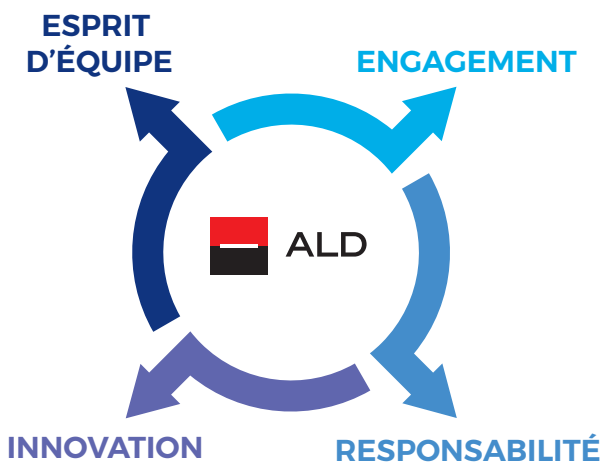 ESPRIT
D'ÉQUIPE
ENGAGEMENT
ALD
INNOVATION
RESPONSABILITÉ